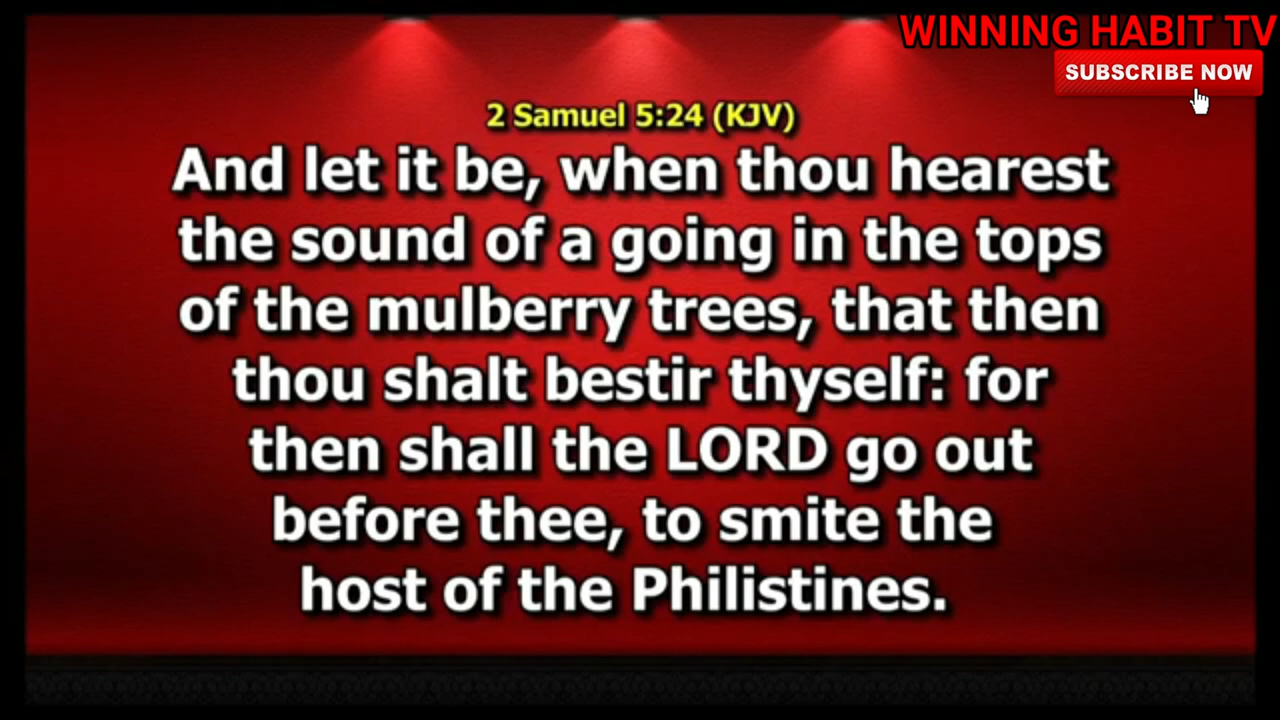 WINNING HABIT TV
SUBSCRIBE NOW
2 Samuel 5:24 (KJV)
And let it be, when thou hearest
the sound of a going in the tops
of the mulberry trees, that then
thou shalt bestir thyself: for
then shall the LORD go out
before thee, to smite the
host of the Philistines.